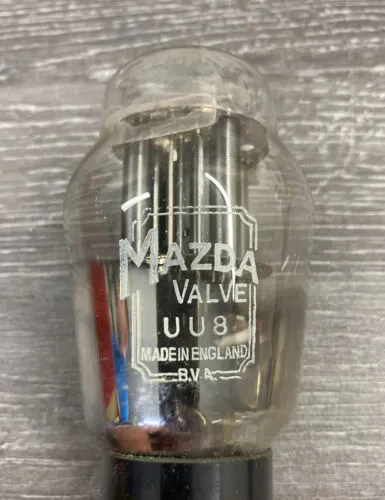 MAZDA
VALVE
UU8
MADE IN ENGLAND
B.V.A.